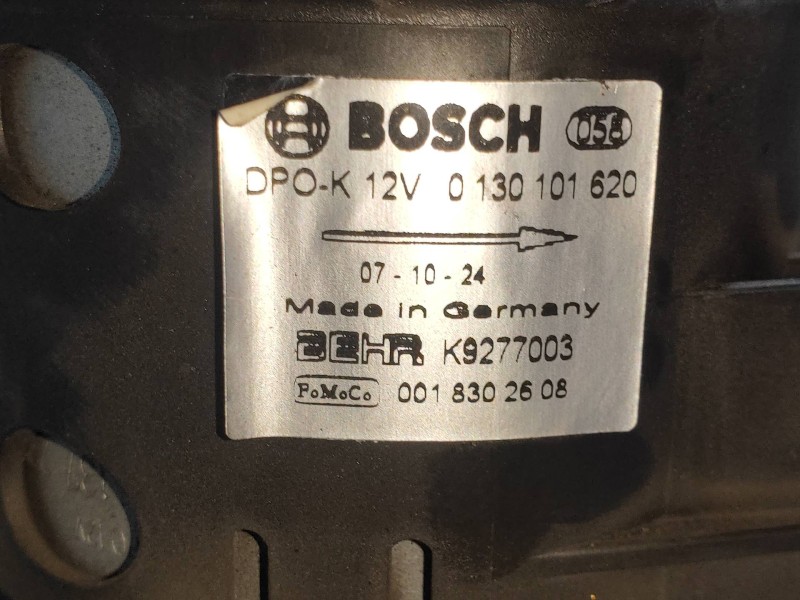 BOSCH 058
DPO-K 12V 0 130 101 620
07-10-24
Made in Germany
BEHR K9277003
FoMoCo 001 830 26 08